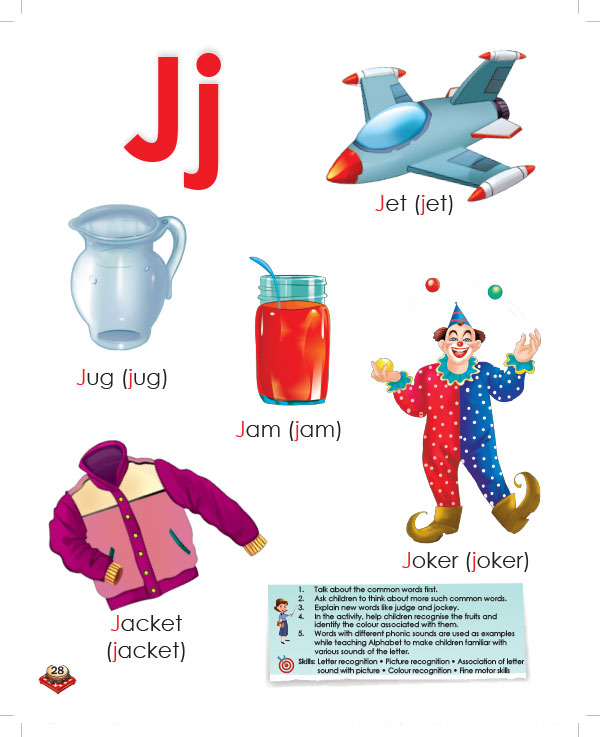 Jj
Jet (jet)
Jug (jug)
Jam (jam)
Joker (joker)
Jacket
(jacket)
1. Talk about the common words first.
2. Ask children to think about more such common words.
3. Explain new words like judge and jockey.
4. In the activity, help children recognise the fruits and
identify the colour associated with them.
5. Words with different phonic sounds are used as examples
while teaching Alphabet to make children familiar with
various sounds of the letter.
Skills: Letter recognition • Picture recognition • Association of letter
sound with picture • Colour recognition • Fine motor skills
28